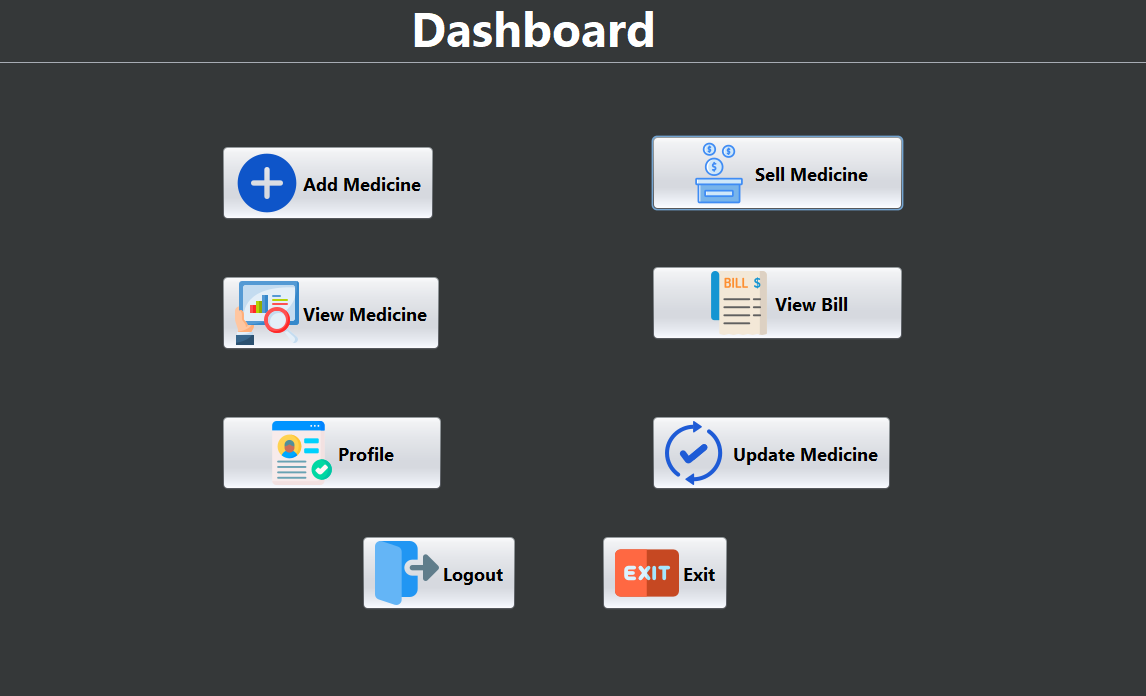 Dashboard
Add Medicine
Sell Medicine
View Medicine
BILL $
View Bill
Profile
Update Medicine
Logout
EXIT
Exit